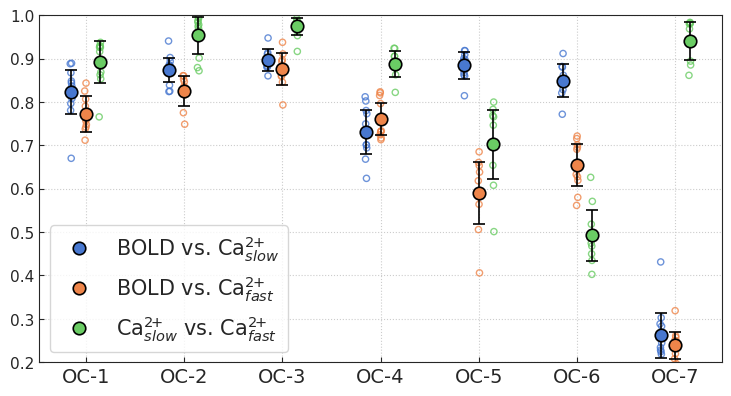 1.0
0.9
0.8
0.7
0.6
0.5
0.4
0.3
0.2
BOLD vs. Ca²⁺slow
BOLD vs. Ca²⁺fast
Ca²⁺slow vs. Ca²⁺fast
OC-1 OC-2 OC-3 OC-4 OC-5 OC-6 OC-7